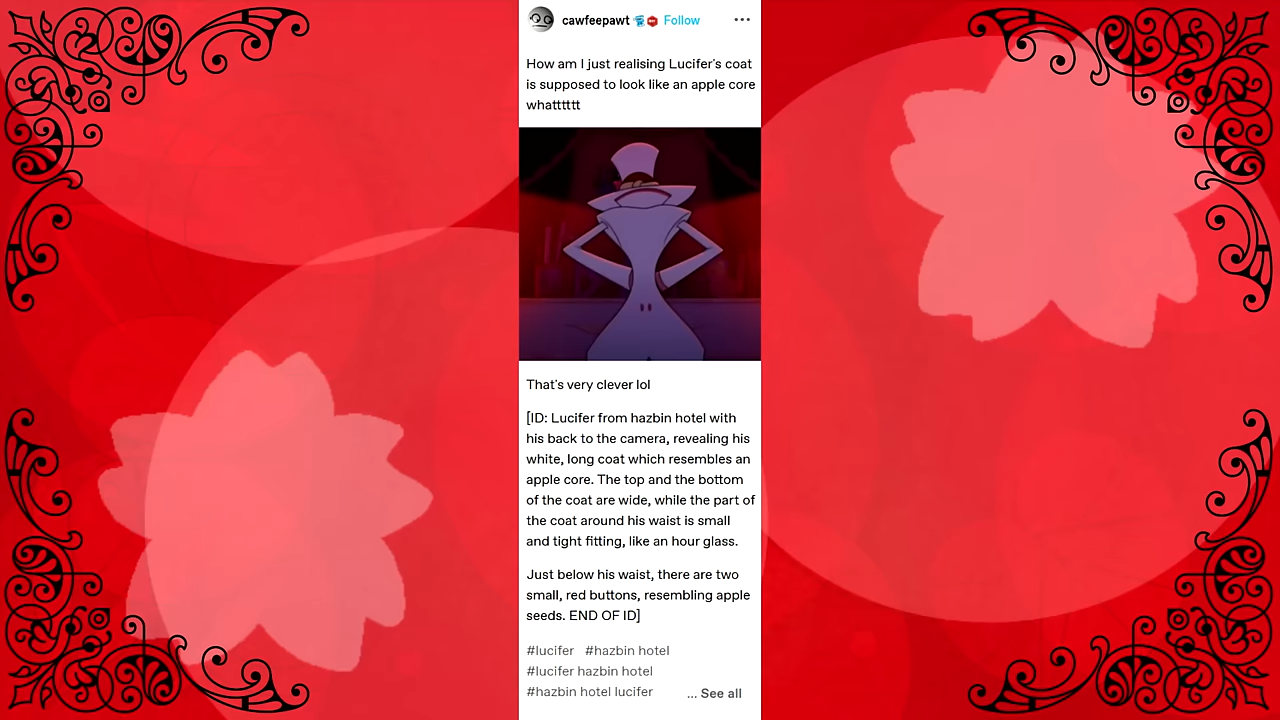 cawfeepawt Follow
How am I just realising Lucifer's coat
is supposed to look like an apple core
whatttttt
That's very clever lol
[ID: Lucifer from hazbin hotel with
his back to the camera, revealing his
white, long coat which resembles an
apple core. The top and the bottom
of the coat are wide, while the part of
the coat around his waist is small
and tight fitting, like an hour glass.
Just below his waist, there are two
small, red buttons, resembling apple
seeds. END OF ID]
#lucifer #hazbin hotel
#lucifer hazbin hotel
#hazbin hotel lucifer ... See all